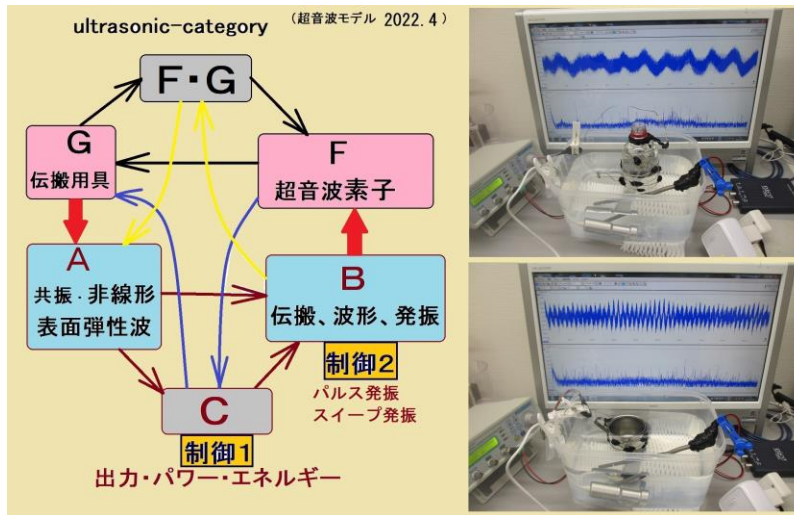 ultrasonic-category
(超音波モデル 2022.4)
F・G
G
伝搬用具
F
超音波素子
A
共振・非線形
表面弾性波
B
伝搬、波形、発振
制御2
パルス発振
スイープ発振
C
制御1
出力・パワー・エネルギー